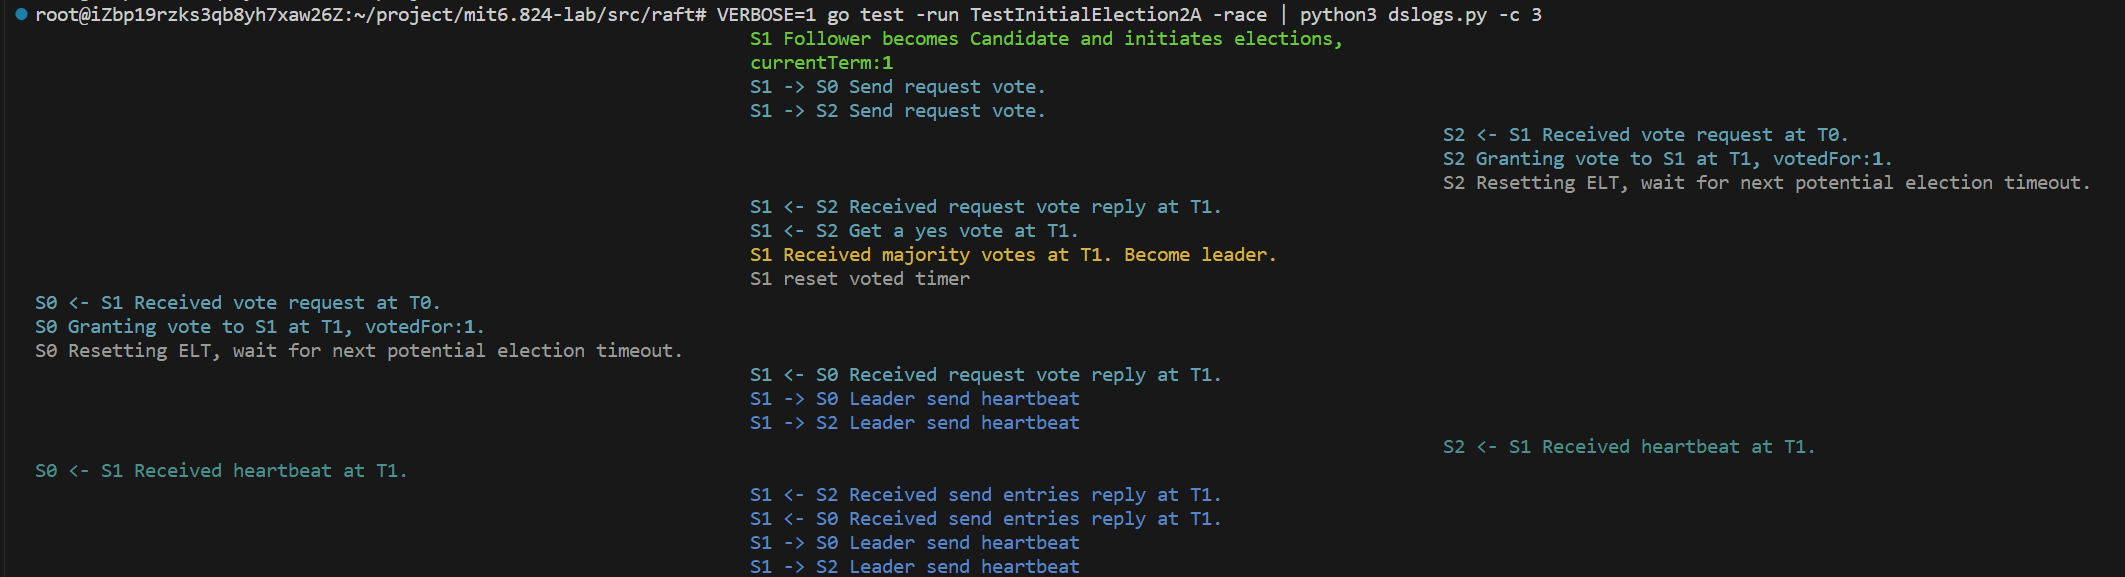 root@iZbp19rzks3qb8yh7xaw26Z:~/project/mit6.824-lab/src/raft# VERBOSE=1 go test -run TestInitialElection2A -race | python3 dslogs.py -c 3
S1 Follower becomes Candidate and initiates elections,
currentTerm:1
S1 -> S0 Send request vote.
S1 -> S2 Send request vote.
S2 <- S1 Received vote request at T0.
S2 Granting vote to S1 at T1, votedFor:1.
S2 Resetting ELT, wait for next potential election timeout.
S1 <- S2 Received request vote reply at T1.
S1 <- S2 Get a yes vote at T1.
S1 Received majority votes at T1. Become leader.
S1 reset voted timer
S0 <- S1 Received vote request at T0.
S0 Granting vote to S1 at T1, votedFor:1.
S0 Resetting ELT, wait for next potential election timeout.
S1 <- S0 Received request vote reply at T1.
S1 -> S0 Leader send heartbeat
S1 -> S2 Leader send heartbeat
S2 <- S1 Received heartbeat at T1.
S0 <- S1 Received heartbeat at T1.
S1 <- S2 Received send entries reply at T1.
S1 <- S0 Received send entries reply at T1.
S1 -> S0 Leader send heartbeat
S1 -> S2 Leader send heartbeat